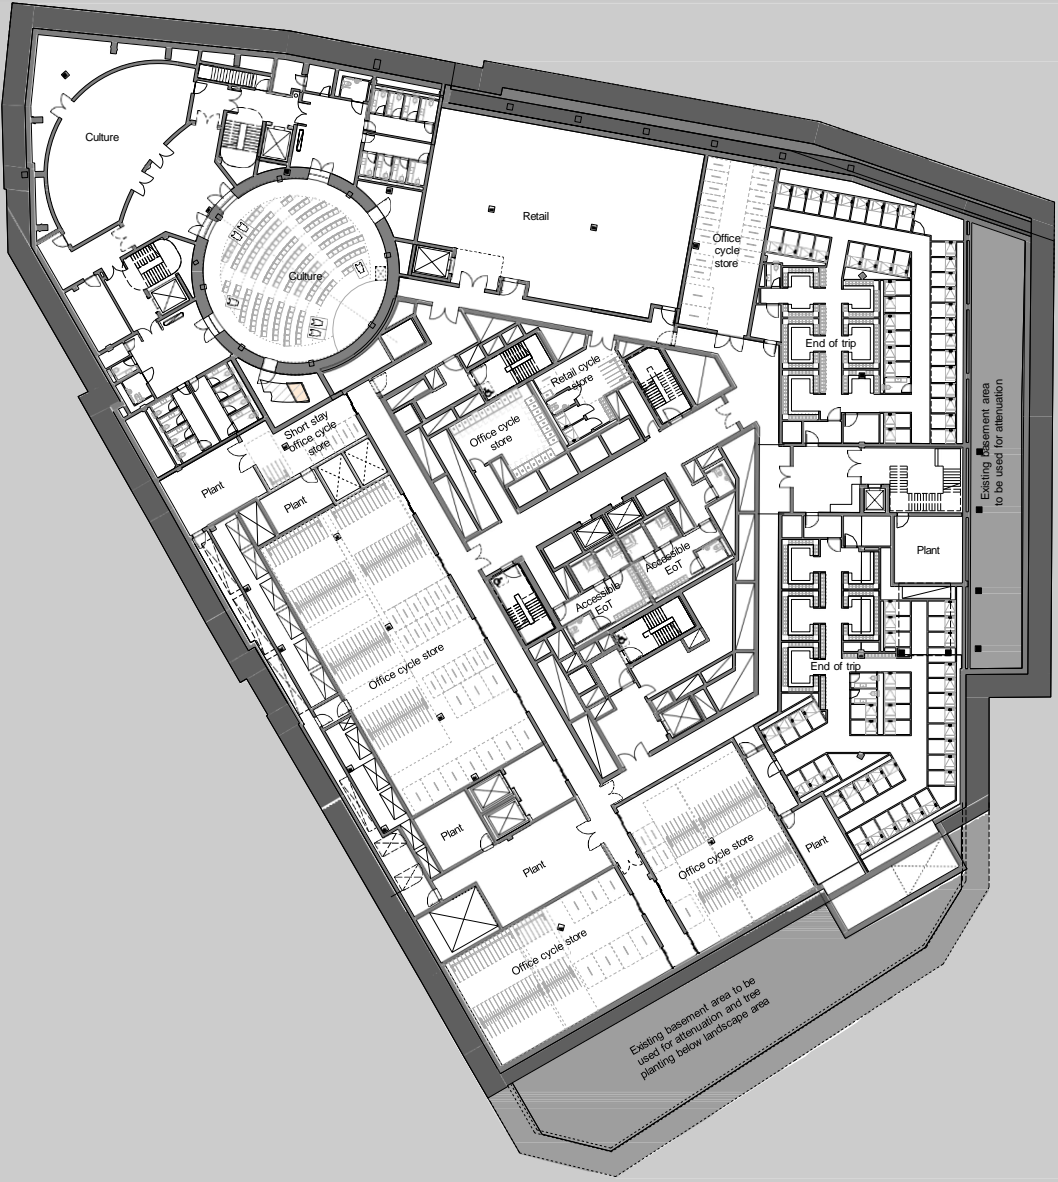 Culture
Retail
Office
cycle
store
Culture
End of trip
Retail cycle
store
Existing basement area
to be used for attenuation
Short stay
office cycle
store
Office cycle
store
Plant
Plant
Plant
Accessible
EoT
Accessible
EoT
Office cycle store
End of trip
Plant
Plant
Office cycle store
Plant
Office cycle store
Existing basement area to be
used for attenuation and tree
planting below landscape area